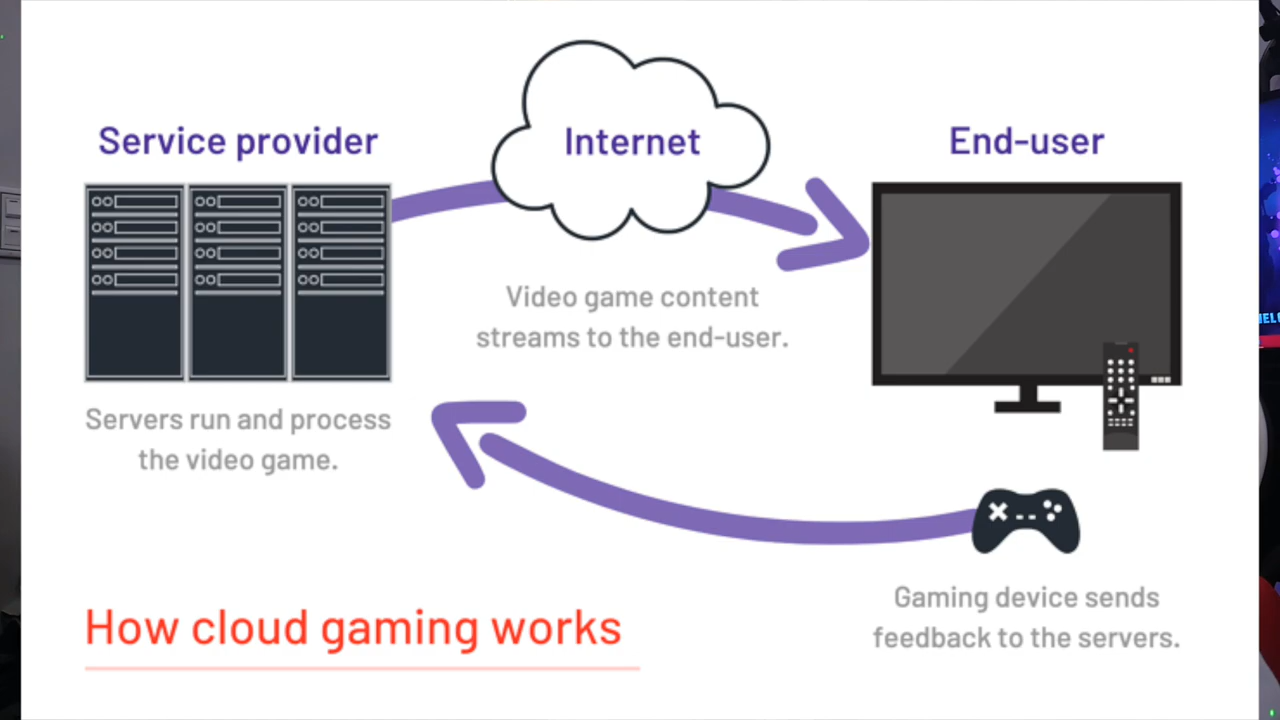 Service provider
Internet
End-user
Video game content
streams to the end-user.
Servers run and process
the video game.
Gaming device sends
feedback to the servers.
How cloud gaming works